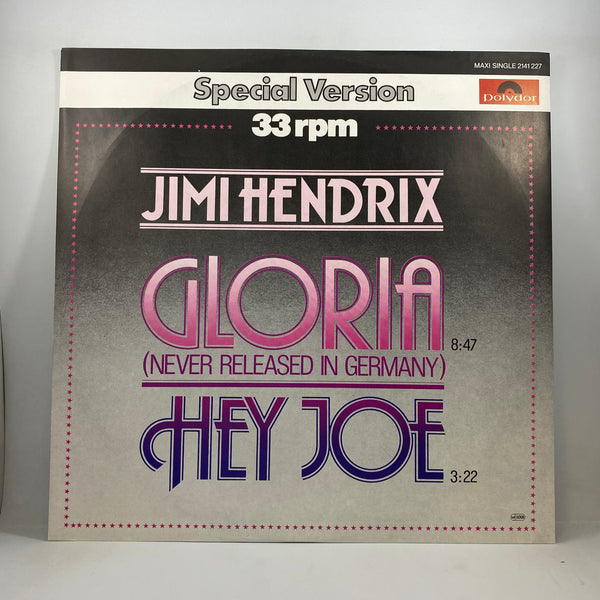 MAXI SINGLE 2141 227
Special Version
polydor
33 rpm
JIMI HENDRIX
GLORIA 8:47
(NEVER RELEASED IN GERMANY)
HEY JOE 3:22